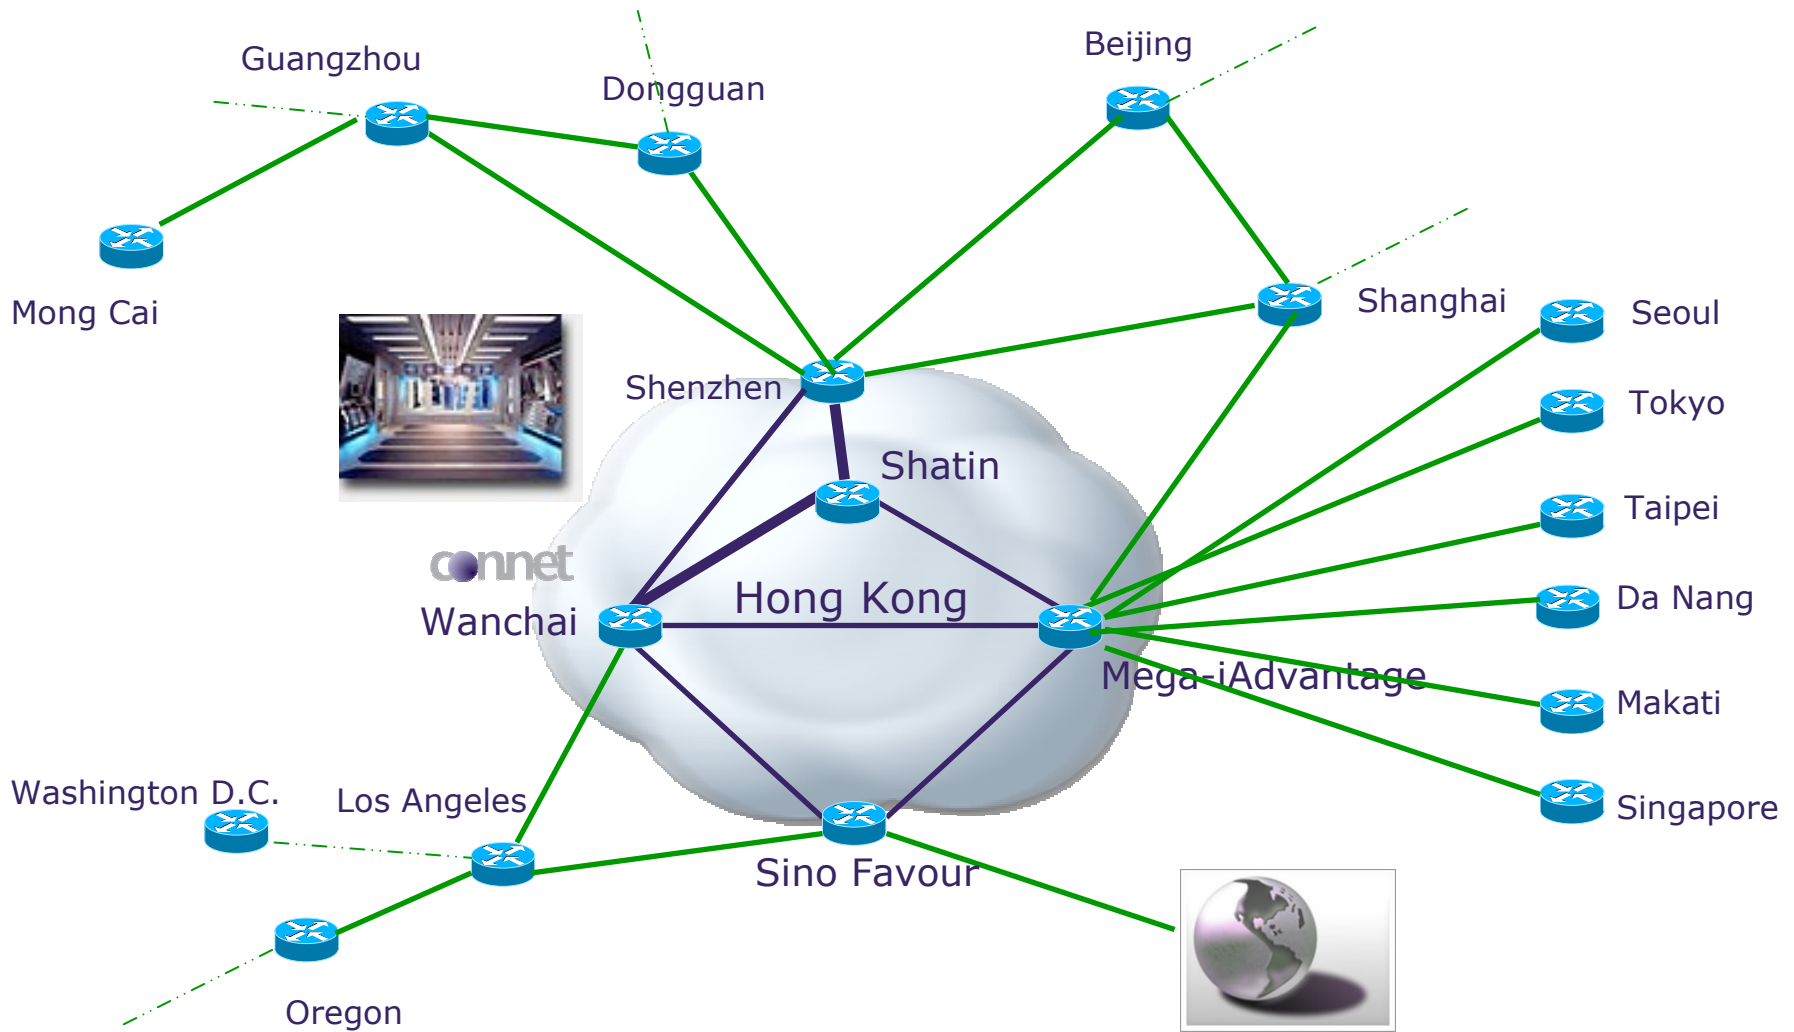 Beijing
Guangzhou
Dongguan
Shanghai
Mong Cai
Seoul
Shenzhen
Tokyo
Shatin
Taipei
connet
Hong Kong
Da Nang
Wanchai
Mega-iAdvantage
Makati
Washington D.C.
Los Angeles
Singapore
Sino Favour
Oregon